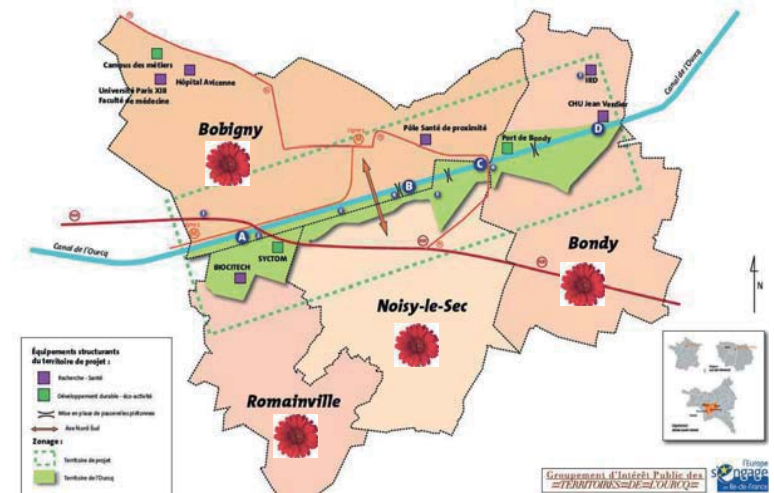 Campus des métiers
Hôpital Avicenne
Université Paris XIII
Faculté de médecine
Bobigny
Pôle Santé de proximité
IRD
CHU Jean Verdier
Port de Bondy
Canal de l'Ourcq
A
B
C
D
Canal de l'Ourcq
BIOCITECH
SYCTOM
Bondy
Noisy-le-Sec
Romainville
N
Équipements structurants
du territoire de projet :
Recherche - Santé
Développement durable - éco-activité
Mise en place de passerelles piétonnes
Axe Nord Sud
Zonage :
Territoire de projet
Territoire de l'Ourcq
Groupement d'Intérêt Public des
TERRITOIRES DE L'OURCQ
l'Europe
s'engage
en Île-de-France